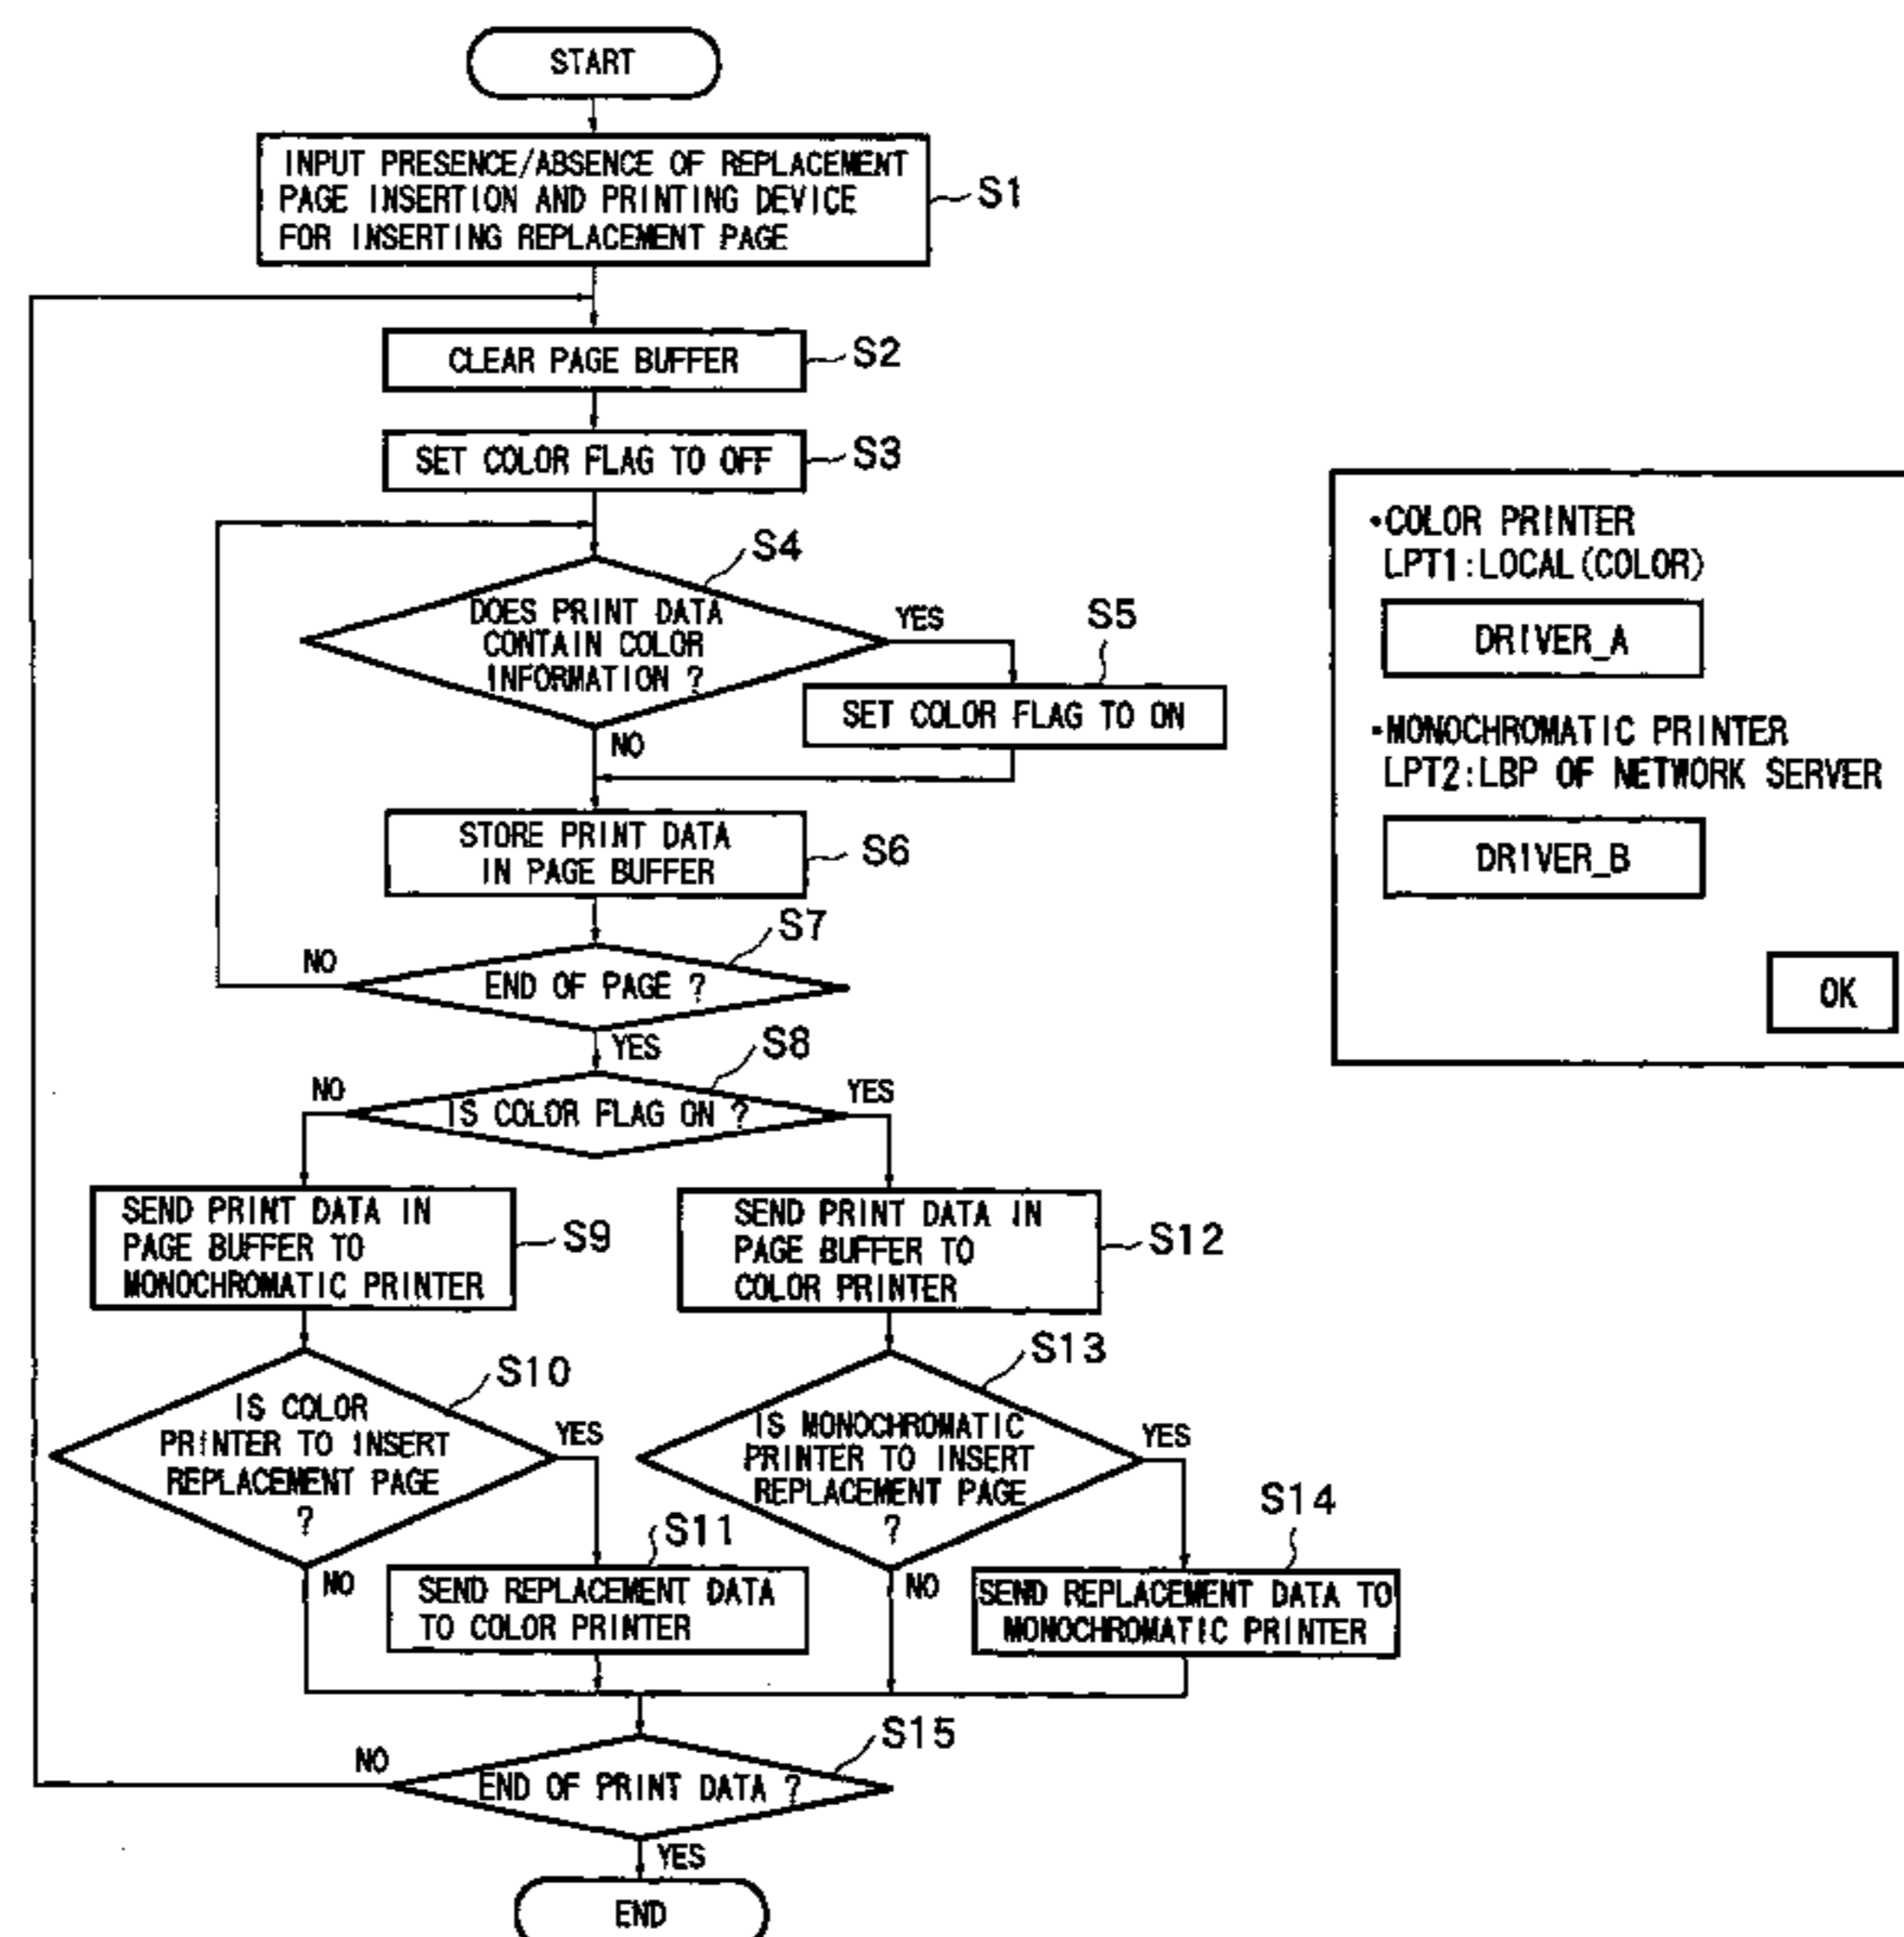 START
INPUT PRESENCE/ABSENCE OF REPLACEMENT
PAGE INSERTION AND PRINTING DEVICE
FOR INSERTING REPLACEMENT PAGE
S1
CLEAR PAGE BUFFER
S2
SET COLOR FLAG TO OFF
S3
S4
DOES PRINT DATA
CONTAIN COLOR
INFORMATION ?
YES
NO
S5
SET COLOR FLAG TO ON
STORE PRINT DATA
IN PAGE BUFFER
S6
S7
END OF PAGE ?
NO
YES
S8
IS COLOR FLAG ON ?
NO
YES
SEND PRINT DATA IN
PAGE BUFFER TO
MONOCHROMATIC PRINTER
S9
SEND PRINT DATA IN
PAGE BUFFER TO
COLOR PRINTER
S12
S10
IS COLOR
PRINTER TO INSERT
REPLACEMENT PAGE
?
YES
NO
S11
SEND REPLACEMENT DATA
TO COLOR PRINTER
S13
IS MONOCHROMATIC
PRINTER TO INSERT
REPLACEMENT PAGE
?
YES
NO
S14
SEND REPLACEMENT DATA TO
MONOCHROMATIC PRINTER
S15
END OF PRINT DATA ?
NO
YES
END
•COLOR PRINTER
LPT1:LOCAL(COLOR)
DRIVER_A
•MONOCHROMATIC PRINTER
LPT2:LBP OF NETWORK SERVER
DRIVER_B
OK